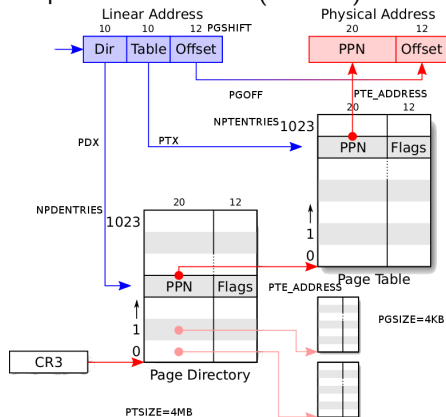 Linear Address
Physical Address
10 10 12 PGSHIFT
20 12
Dir Table Offset
PPN Offset
PGOFF
PTE_ADDRESS
20 12
NPTENTRIES
1023
PDX
PTX
PPN Flags
NPDENTRIES
20 12
1023
1
0
Page Table
PPN Flags
PTE_ADDRESS
PGSIZE=4KB
1
0
CR3
Page Directory
PTSIZE=4MB